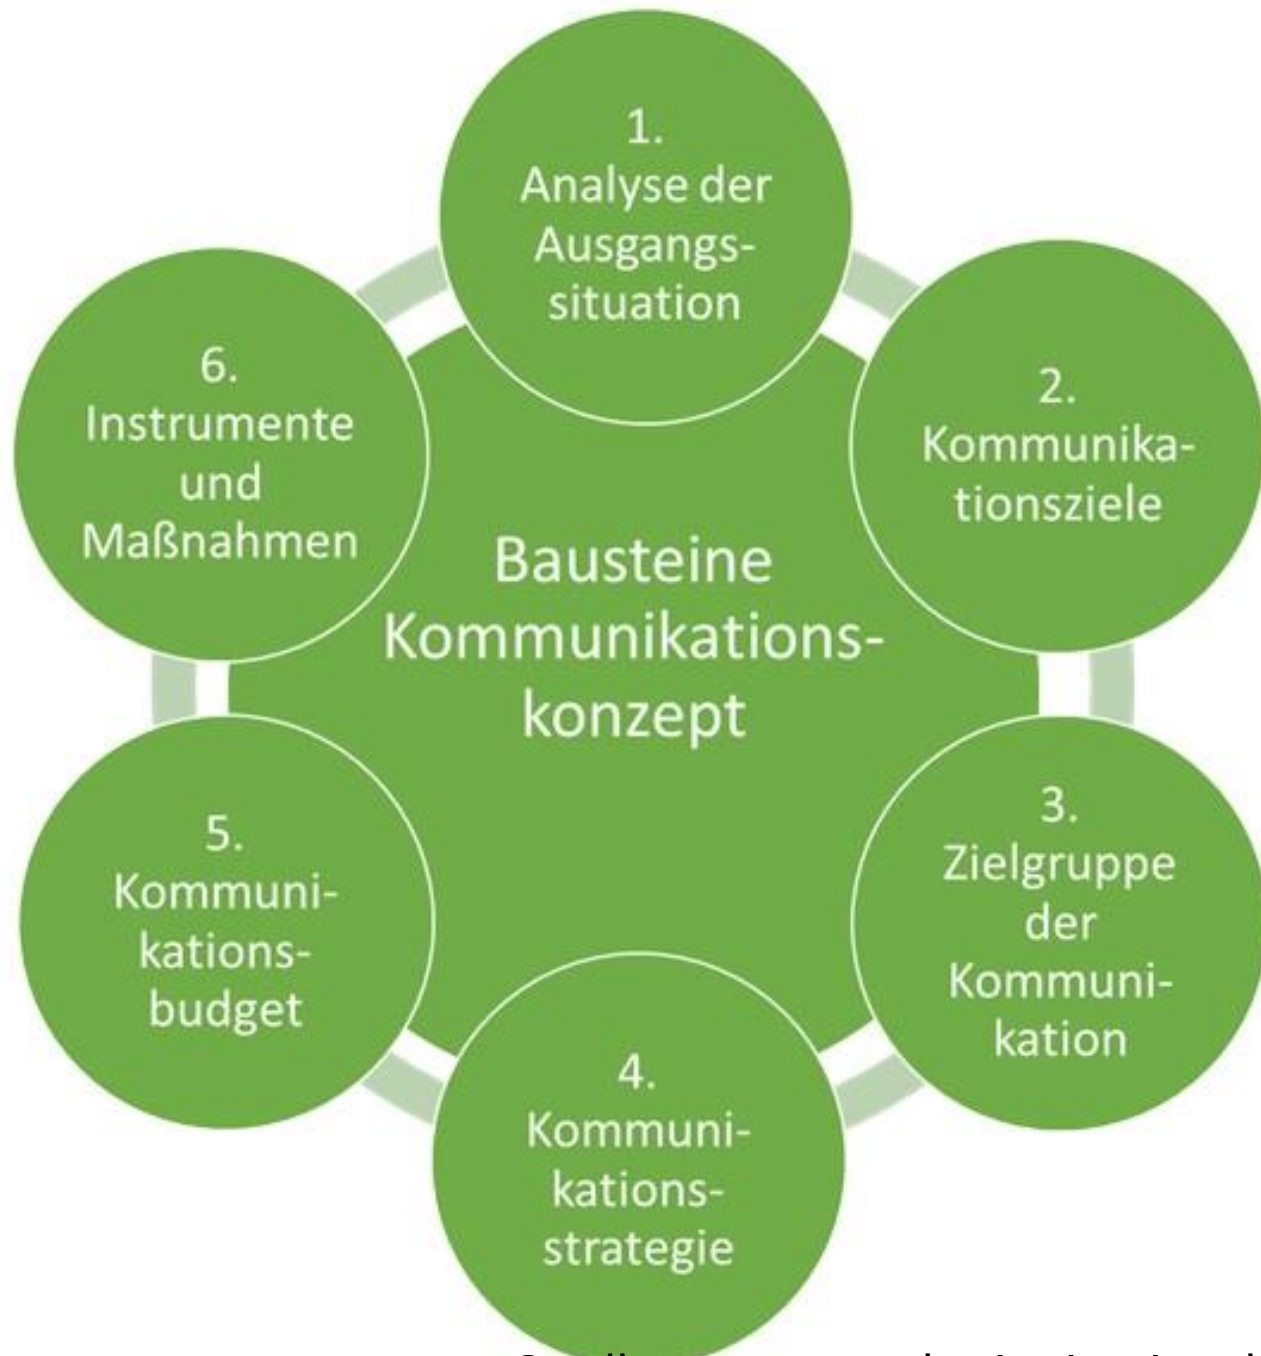 1.
Analyse der
Ausgangs-
situation
2.
Kommunika-
tionsziele
3.
Zielgruppe
der
Kommuni-
kation
4.
Kommuni-
kations-
strategie
5.
Kommuni-
kations-
budget
6.
Instrumente
und
Maßnahmen
Bausteine
Kommunikations-
konzept